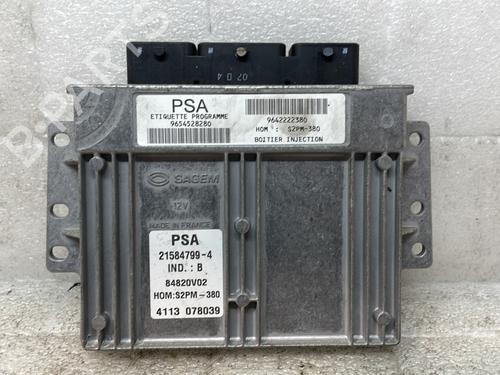 07 04
PSA
ETIQUETTE PROGRAMME
9654528280
9642222380
HOM : S2PM-380
BOITIER INJECTION
SAGEM
12V
MADE IN FRANCE
PSA
21584799-4
IND. : B
84820V02
HOM:S2PM-380
4113 078039